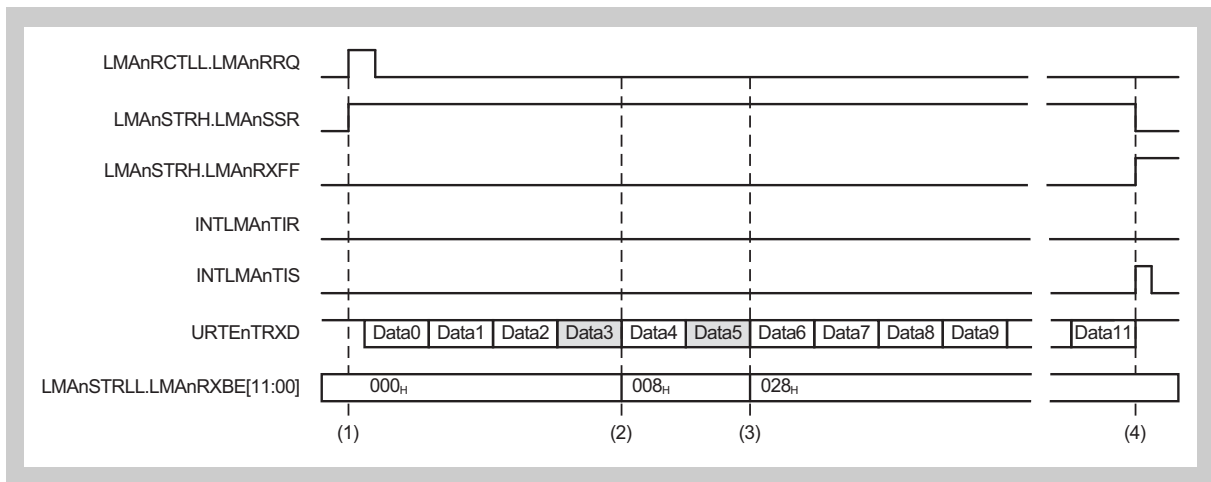 LMAnRCTLL.LMAnRRQ
LMAnSTRH.LMAnSSR
LMAnSTRH.LMAnRXFF
INTLMAnTIR
INTLMAnTIS
URTEnTRXD Data0 Data1 Data2 Data3 Data4 Data5 Data6 Data7 Data8 Data9 Data11
LMAnSTRLL.LMAnRXBE[11:00] 000H 008H 028H
(1) (2) (3) (4)